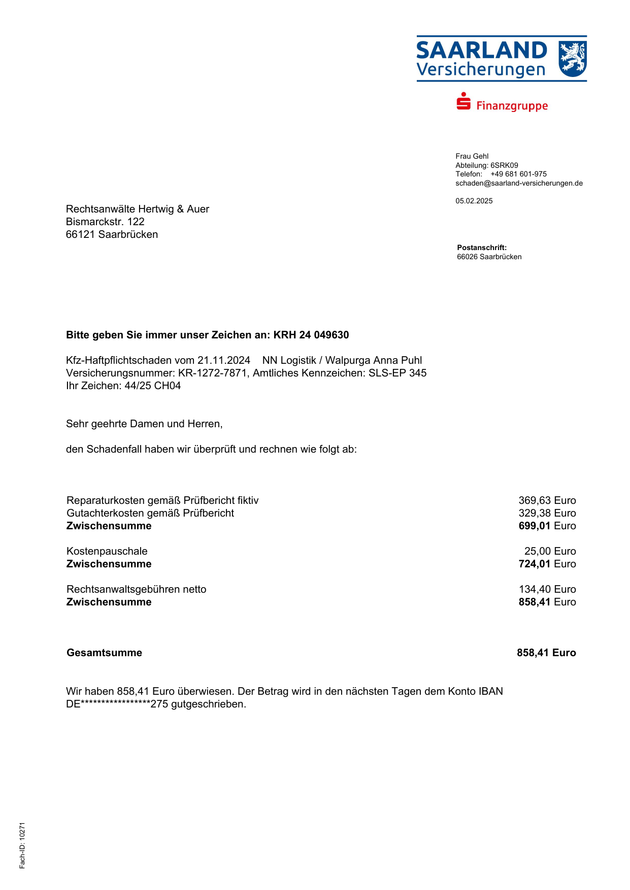 SAARLAND
Versicherungen
Finanzgruppe
Frau Gehl
Abteilung: 6SRK09
Telefon: +49 681 601-975
schaden@saarland-versicherungen.de
05.02.2025
Rechtsanwälte Hertwig & Auer
Bismarckstr. 122
66121 Saarbrücken
Postanschrift:
66026 Saarbrücken
Bitte geben Sie immer unser Zeichen an: KRH 24 049630
Kfz-Haftpflichtschaden vom 21.11.2024 NN Logistik / Walpurga Anna Puhl
Versicherungsnummer: KR-1272-7871, Amtliches Kennzeichen: SLS-EP 345
Ihr Zeichen: 44/25 CH04
Sehr geehrte Damen und Herren,
den Schadenfall haben wir überprüft und rechnen wie folgt ab:
Reparaturkosten gemäß Prüfbericht fiktiv 369,63 Euro
Gutachterkosten gemäß Prüfbericht 329,38 Euro
Zwischensumme 699,01 Euro
Kostenpauschale 25,00 Euro
Zwischensumme 724,01 Euro
Rechtsanwaltsgebühren netto 134,40 Euro
Zwischensumme 858,41 Euro
Gesamtsumme 858,41 Euro
Wir haben 858,41 Euro überwiesen. Der Betrag wird in den nächsten Tagen dem Konto IBAN
DE*****************275 gutgeschrieben.
Fach-ID: 10271